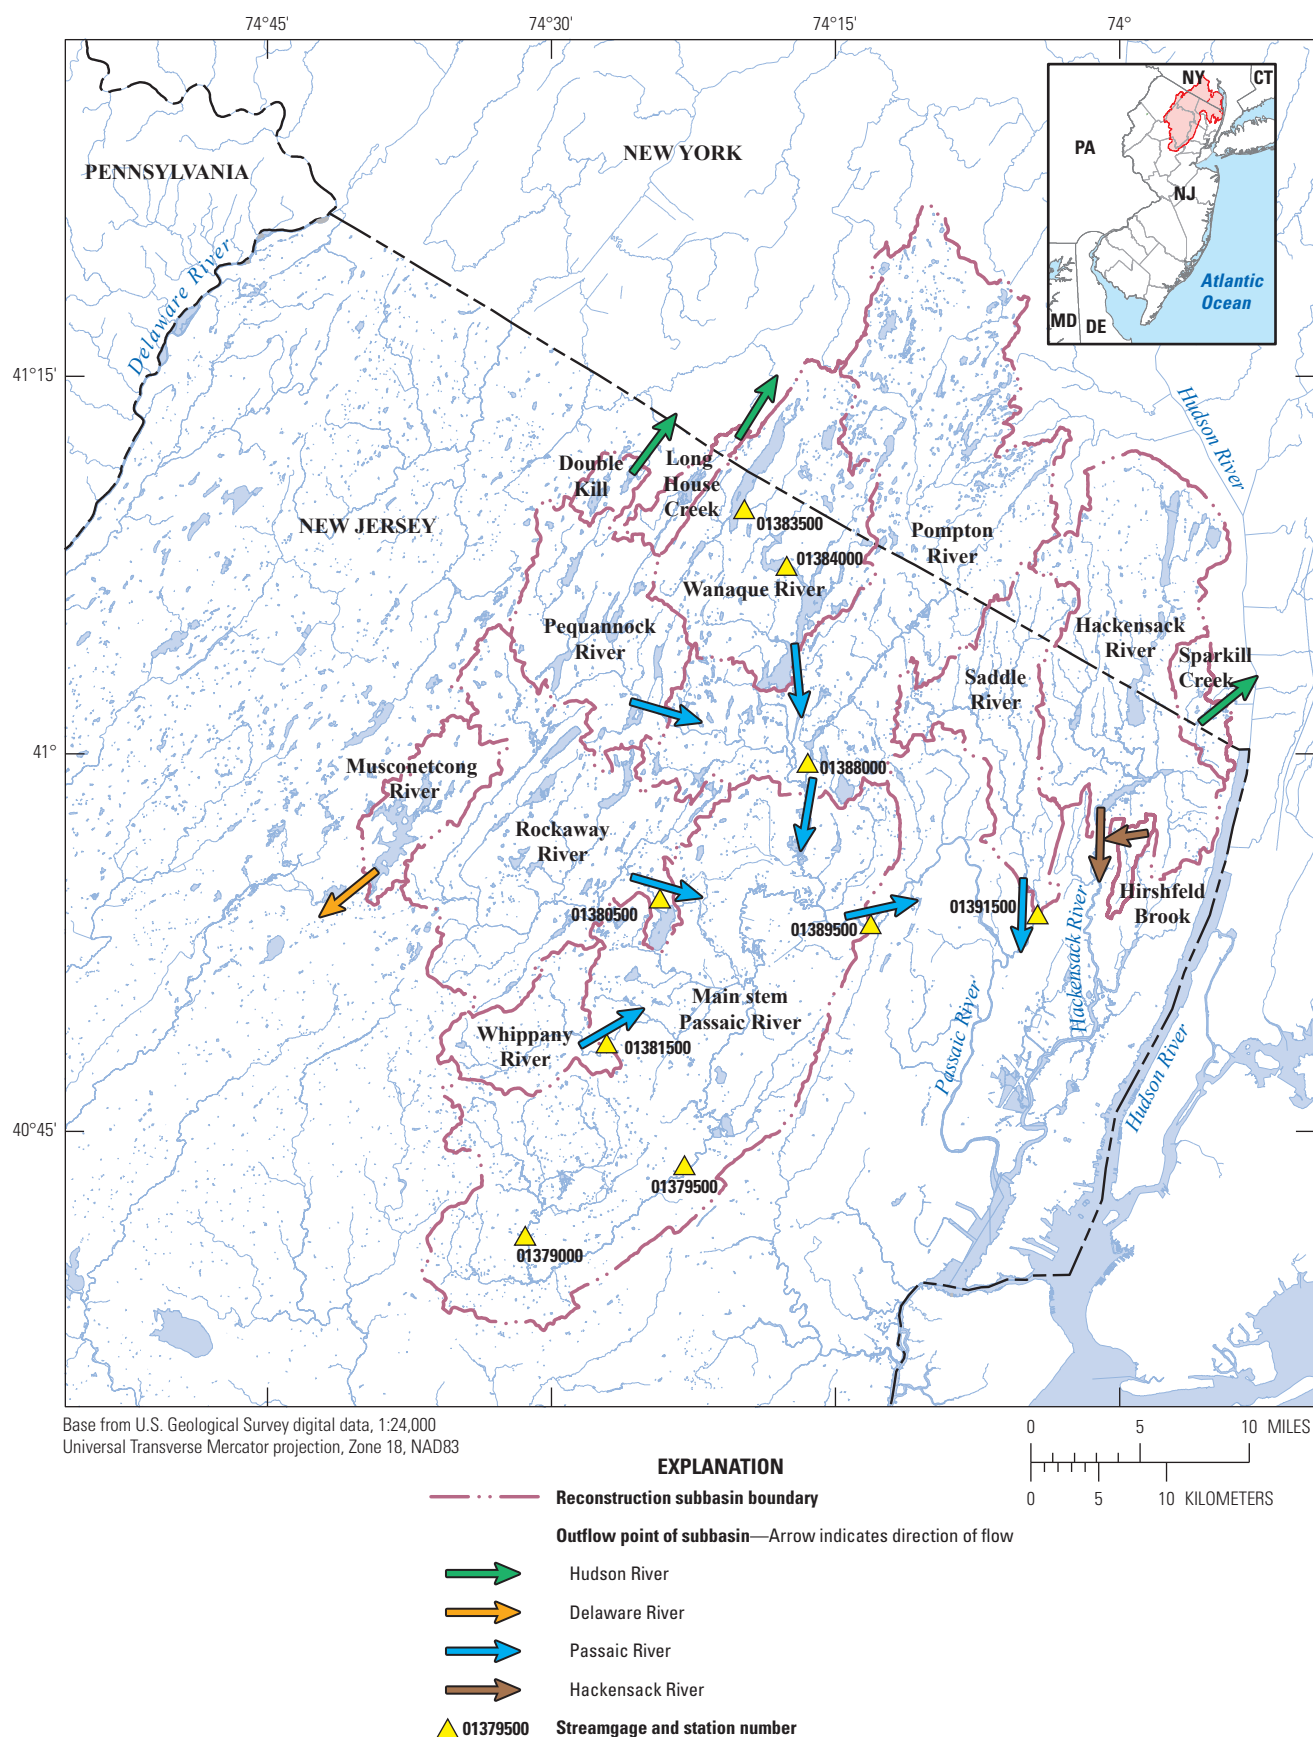 74°45'
74°30'
74°15'
74°
NY
CT
PA
NJ
MD
DE
Atlantic
Ocean
PENNSYLVANIA
NEW YORK
Delaware River
41°15'
Hudson River
Double
Kill
Long
House
Creek
NEW JERSEY
01383500
Pompton
River
01384000
Wanaque River
Pequannock
River
Hackensack
River
Sparkill
Creek
Saddle
River
41°
Musconetcong
River
01388000
Rockaway
River
Hirshfeld
Brook
01380500
01389500
01391500
Hackensack River
Main stem
Passaic River
Passaic River
Whippany
River
01381500
Hudson River
40°45'
01379500
01379000
Base from U.S. Geological Survey digital data, 1:24,000
Universal Transverse Mercator projection, Zone 18, NAD83
0 5 10 MILES
0 5 10 KILOMETERS
EXPLANATION
Reconstruction subbasin boundary
Outflow point of subbasin—Arrow indicates direction of flow
Hudson River
Delaware River
Passaic River
Hackensack River
01379500 Streamgage and station number